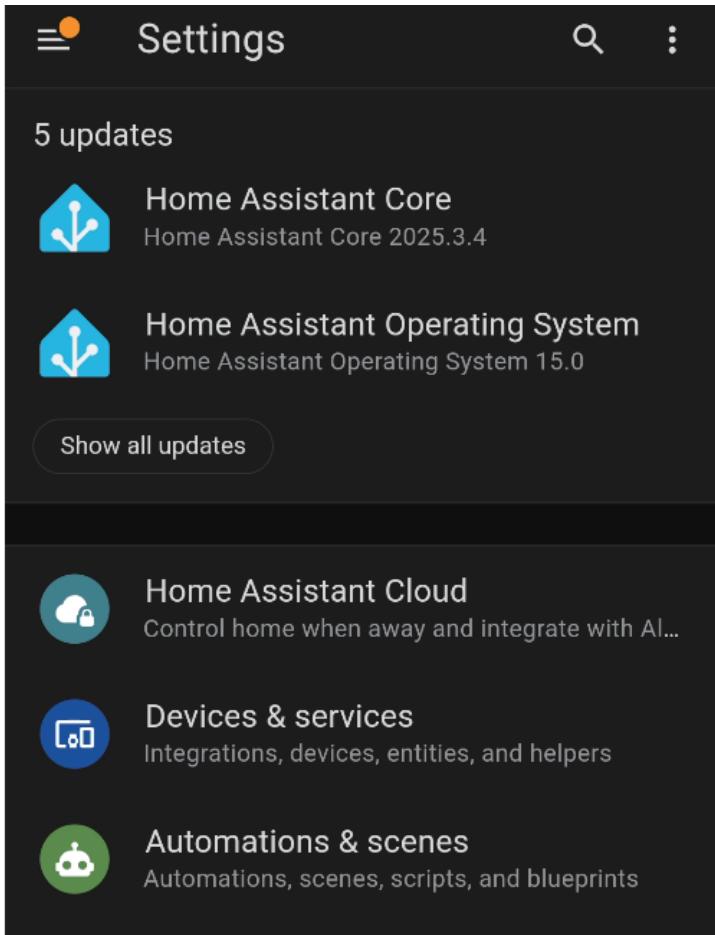 Settings
5 updates
Home Assistant Core
Home Assistant Core 2025.3.4
Home Assistant Operating System
Home Assistant Operating System 15.0
Show all updates
Home Assistant Cloud
Control home when away and integrate with Al...
Devices & services
Integrations, devices, entities, and helpers
Automations & scenes
Automations, scenes, scripts, and blueprints